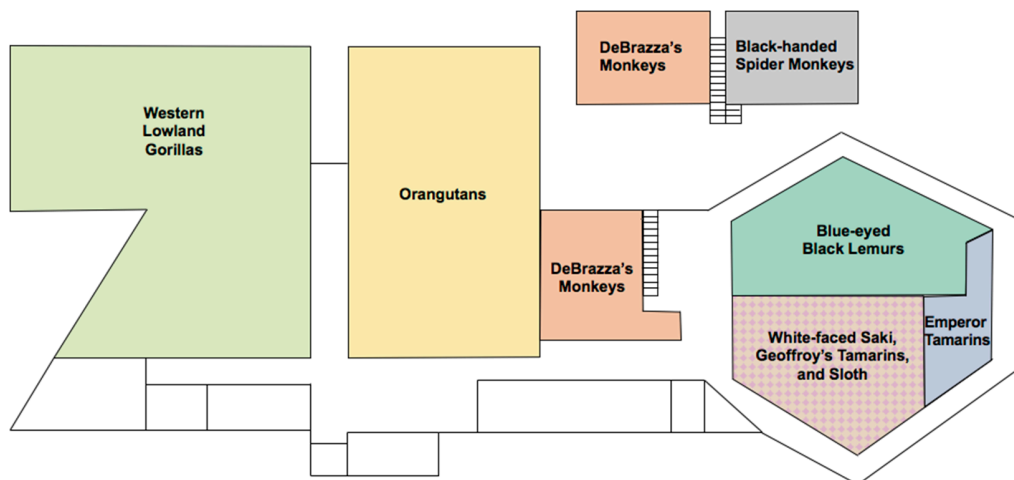 Western
Lowland
Gorillas
Orangutans
DeBrazza's
Monkeys
Black-handed
Spider Monkeys
DeBrazza's
Monkeys
Blue-eyed
Black Lemurs
White-faced Saki,
Geoffroy's Tamarins,
and Sloth
Emperor
Tamarins